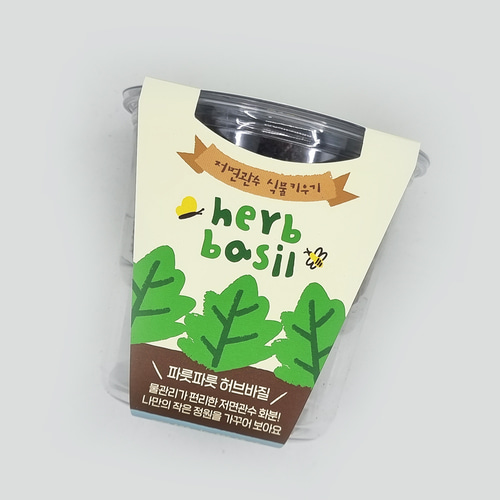 저면관수 식물키우기
herb
basil
파릇파릇 허브바질
물관리가 편리한 저면관수 화분!
나만의 작은 정원을 가꾸어 보아요